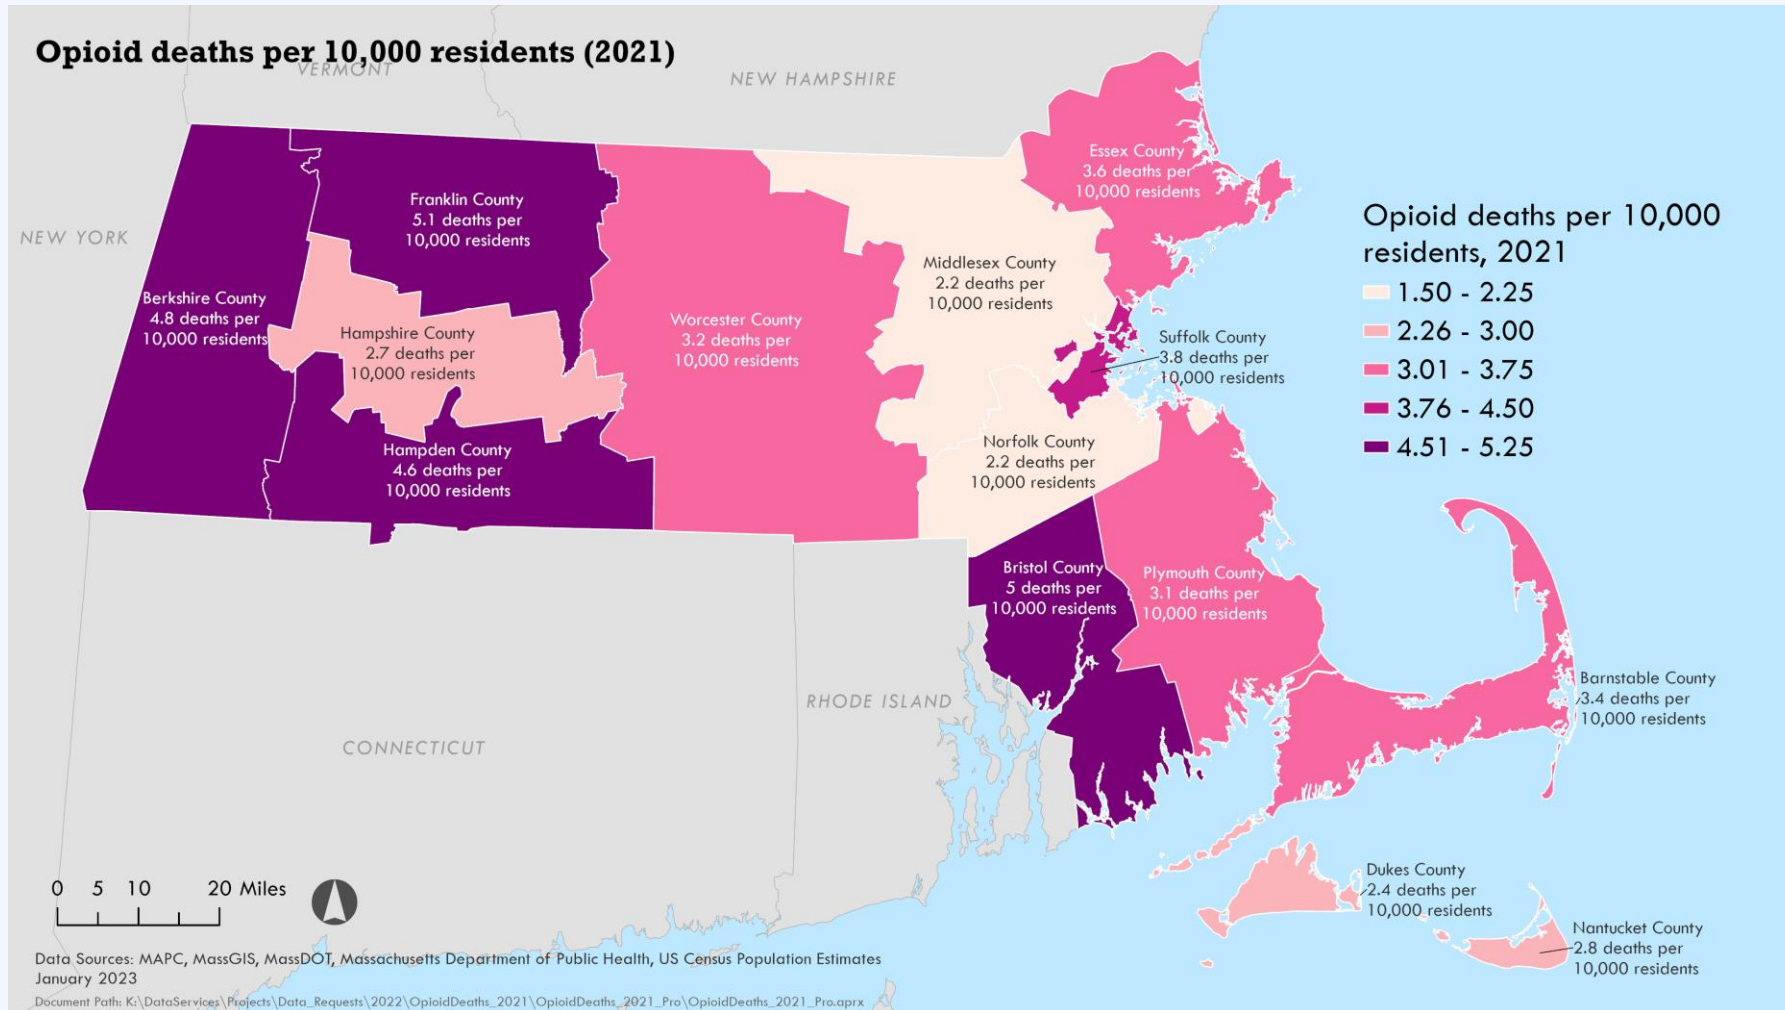 Opioid deaths per 10,000 residents (2021)
VERMONT
NEW HAMPSHIRE
NEW YORK
Essex County
3.6 deaths per
10,000 residents
Franklin County
5.1 deaths per
10,000 residents
Middlesex County
2.2 deaths per
10,000 residents
Berkshire County
4.8 deaths per
10,000 residents
Hampshire County
2.7 deaths per
10,000 residents
Worcester County
3.2 deaths per
10,000 residents
Suffolk County
3.8 deaths per
10,000 residents
Hampden County
4.6 deaths per
10,000 residents
Norfolk County
2.2 deaths per
10,000 residents
Bristol County
5 deaths per
10,000 residents
Plymouth County
3.1 deaths per
10,000 residents
Barnstable County
3.4 deaths per
10,000 residents
RHODE ISLAND
CONNECTICUT
Dukes County
2.4 deaths per
10,000 residents
Nantucket County
2.8 deaths per
10,000 residents
Opioid deaths per 10,000
residents, 2021
1.50 - 2.25
2.26 - 3.00
3.01 - 3.75
3.76 - 4.50
4.51 - 5.25
0 5 10 20 Miles
Data Sources: MAPC, MassGIS, MassDOT, Massachusetts Department of Public Health, US Census Population Estimates
January 2023
Document Path: K:\DataServices\Projects\Data_Requests\2022\OpioidDeaths_2021\OpioidDeaths_2021_Pro\OpioidDeaths_2021_Pro.aprx